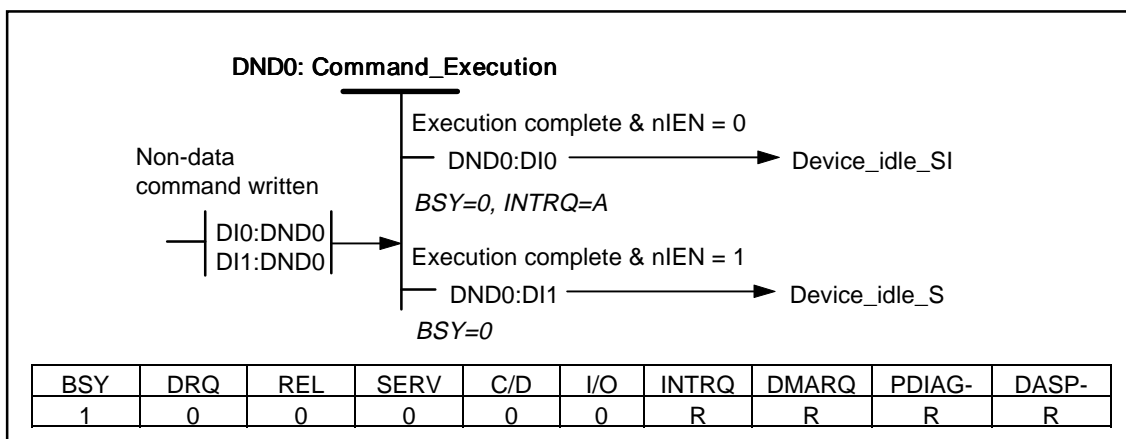 DND0: Command_Execution
Execution complete & nIEN = 0
Non-data
command written
DND0:DI0
Device_idle_SI
BSY=0, INTRQ=A
DI0:DND0
DI1:DND0
Execution complete & nIEN = 1
DND0:DI1
Device_idle_S
BSY=0
BSY DRQ REL SERV C/D I/O INTRQ DMARQ PDIAG- DASP-
1 0 0 0 0 0 R R R R